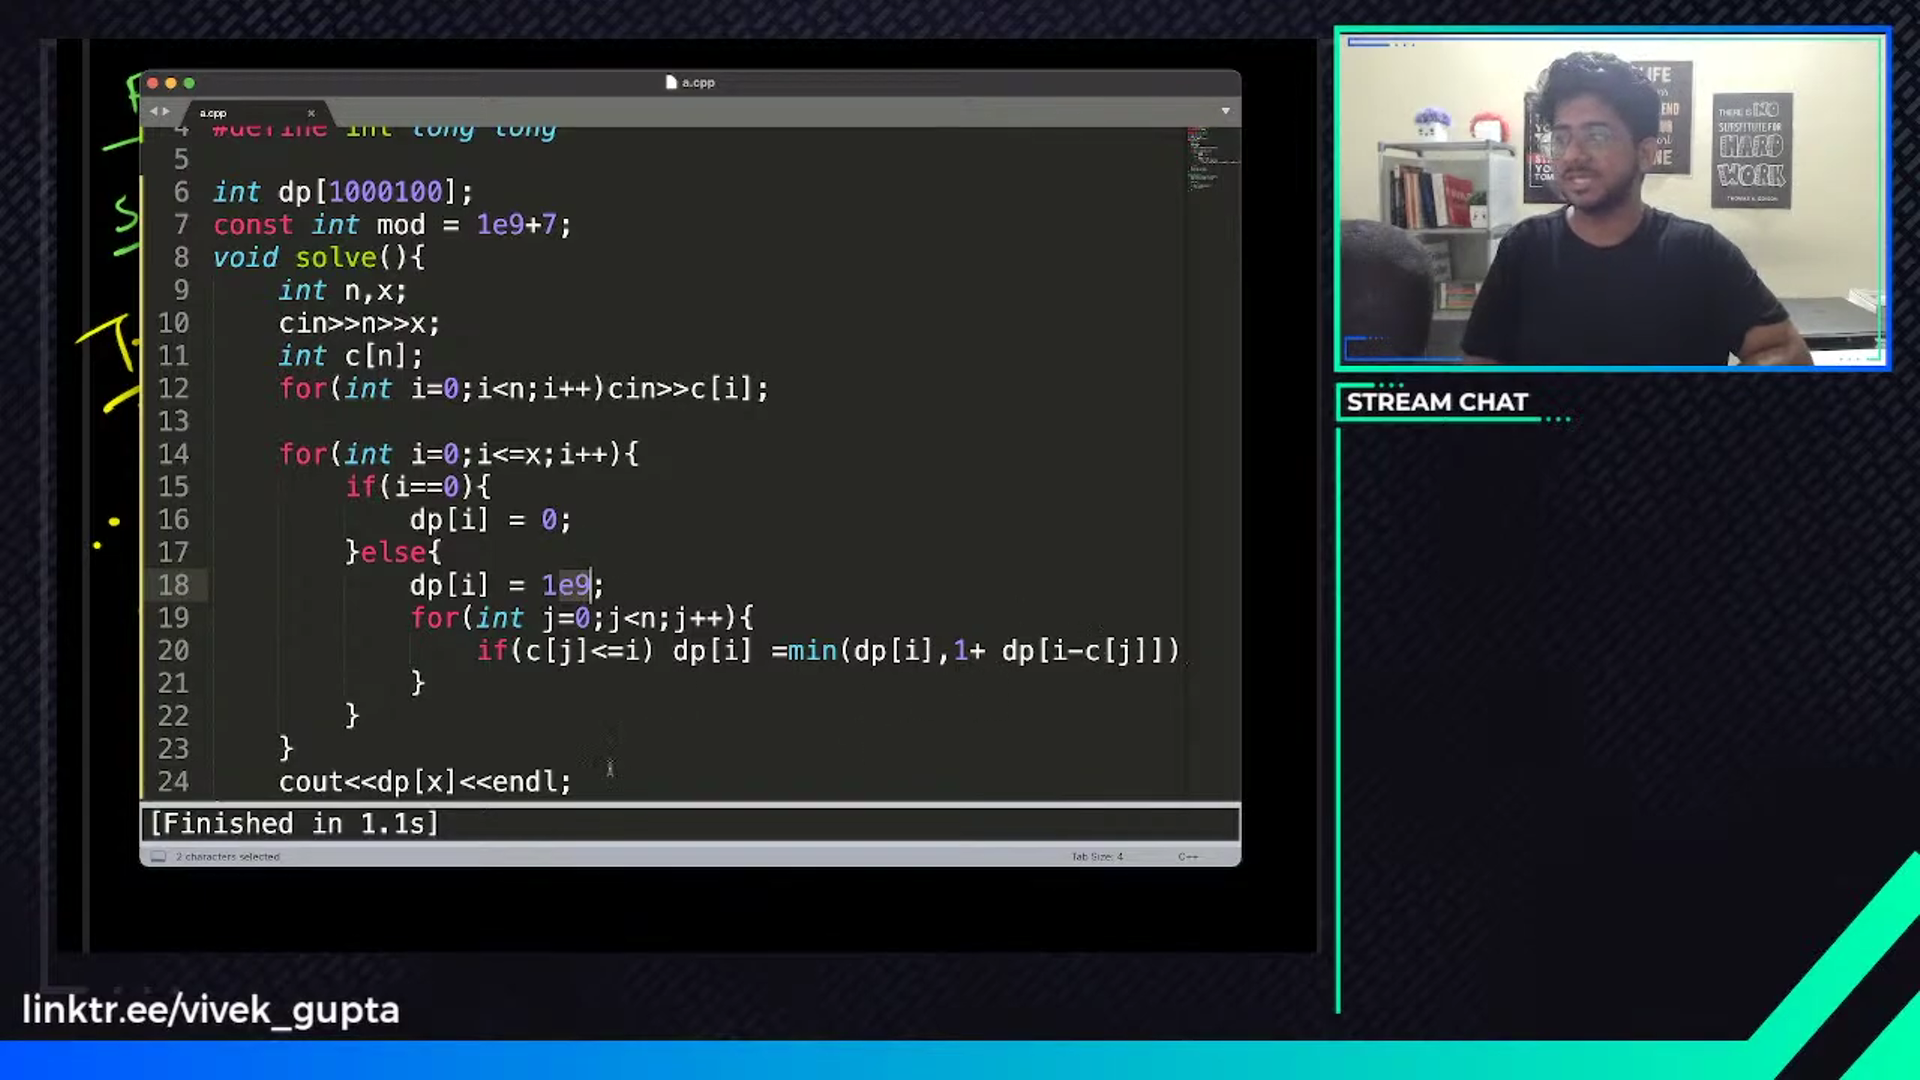 a.cpp
a.cpp
4 #define int long long
5
6 int dp[1000100];
7 const int mod = 1e9+7;
8 void solve(){
9 int n,x;
10 cin>>n>>x;
11 int c[n];
12 for(int i=0;i<n;i++)cin>>c[i];
13
14 for(int i=0;i<=x;i++){
15 if(i==0){
16 dp[i] = 0;
17 }else{
18 dp[i] = 1e9;
19 for(int j=0;j<n;j++){
20 if(c[j]<=i) dp[i] =min(dp[i],1+ dp[i-c[j]])
21 }
22 }
23 }
24 cout<<dp[x]<<endl;
[Finished in 1.1s]
2 characters selected
Tab Size: 4
C++
LIFE
END
THERE IS NO
SUBSTITUTE FOR
HARD
WORK
STREAM CHAT
linktr.ee/vivek_gupta